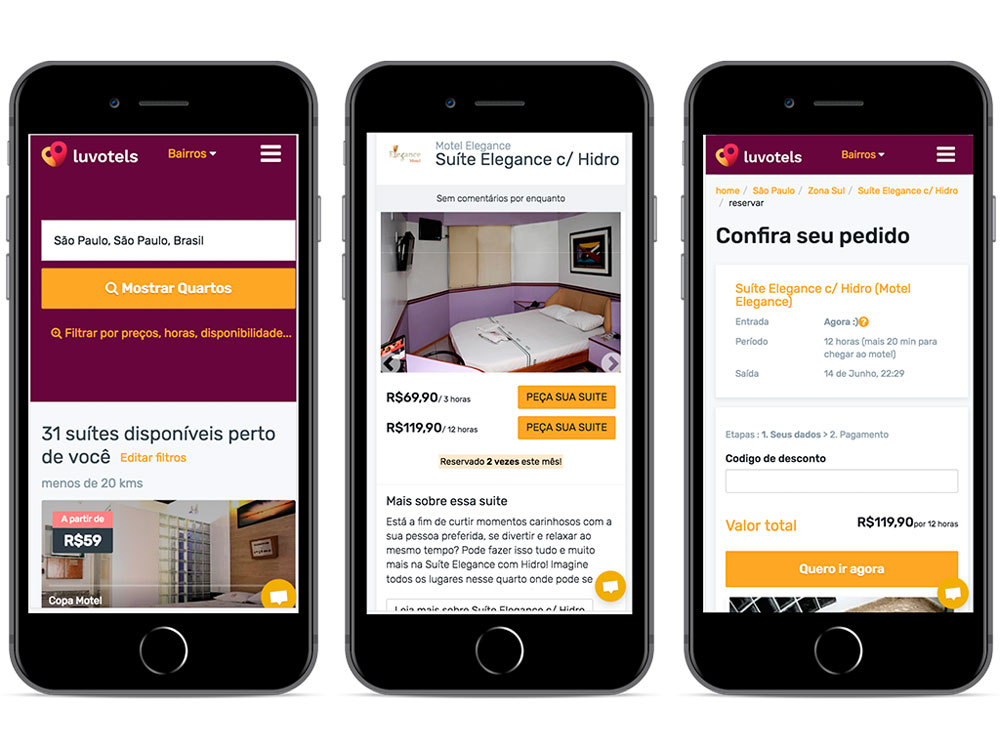 luvotels
Bairros
São Paulo, São Paulo, Brasil
Mostrar Quartos
Filtrar por preços, horas, disponibilidade...
31 suítes disponíveis perto
de você Editar filtros
menos de 20 kms
A partir de
R$59
Copa Motel
Elegance
Motel
Motel Elegance
Suíte Elegance c/ Hidro
Sem comentários por enquanto
R$69,90/ 3 horas PEÇA SUA SUITE
R$119,90/ 12 horas PEÇA SUA SUITE
Reservado 2 vezes este mês!
Mais sobre essa suite
Está a fim de curtir momentos carinhosos com a
sua pessoa preferida, se divertir e relaxar ao
mesmo tempo? Pode fazer isso tudo e muito
mais na Suíte Elegance com Hidro! Imagine
todos os lugares nesse quarto onde pode se
Leia mais sobre Suíte Elegance c/ Hidro
luvotels
Bairros
home / São Paulo / Zona Sul / Suíte Elegance c/ Hidro
/ reservar
Confira seu pedido
Suíte Elegance c/ Hidro (Motel
Elegance)
Entrada Agora :)?
Período 12 horas (mais 20 min para
chegar ao motel)
Saída 14 de Junho, 22:29
Etapas : 1. Seus dados > 2. Pagamento
Codigo de desconto
Valor total R$119,90por 12 horas
Quero ir agora